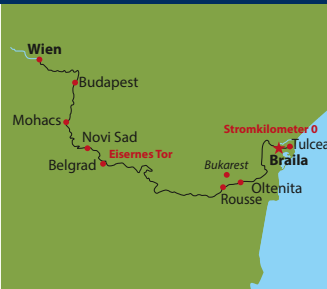 Wien
Budapest
Mohacs
Novi Sad
Eisernes Tor
Belgrad
Stromkilometer 0
Tulcea
Braila
Bukarest
Oltenita
Rousse